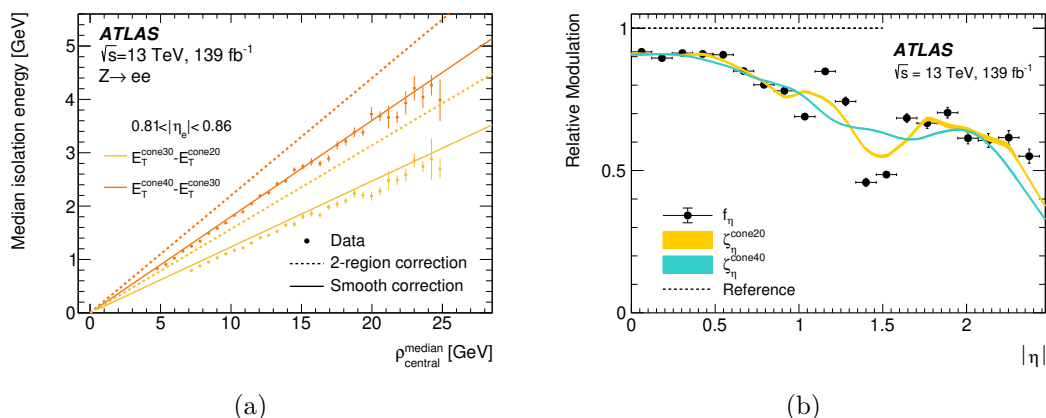 Median isolation energy [GeV]
5
4
3
2
1
0
ATLAS
√s=13 TeV, 139 fb⁻¹
Z→ ee
0.81<|η_e|< 0.86
E_T^cone30-E_T^cone20
E_T^cone40-E_T^cone30
Data
2-region correction
Smooth correction
0 5 10 15 20 25
ρ_central^median [GeV]
(a)
Relative Modulation
1
0.5
0
ATLAS
√s = 13 TeV, 139 fb⁻¹
f_η
ζ_η^cone20
ζ_η^cone40
Reference
0 0.5 1 1.5 2
|η|
(b)